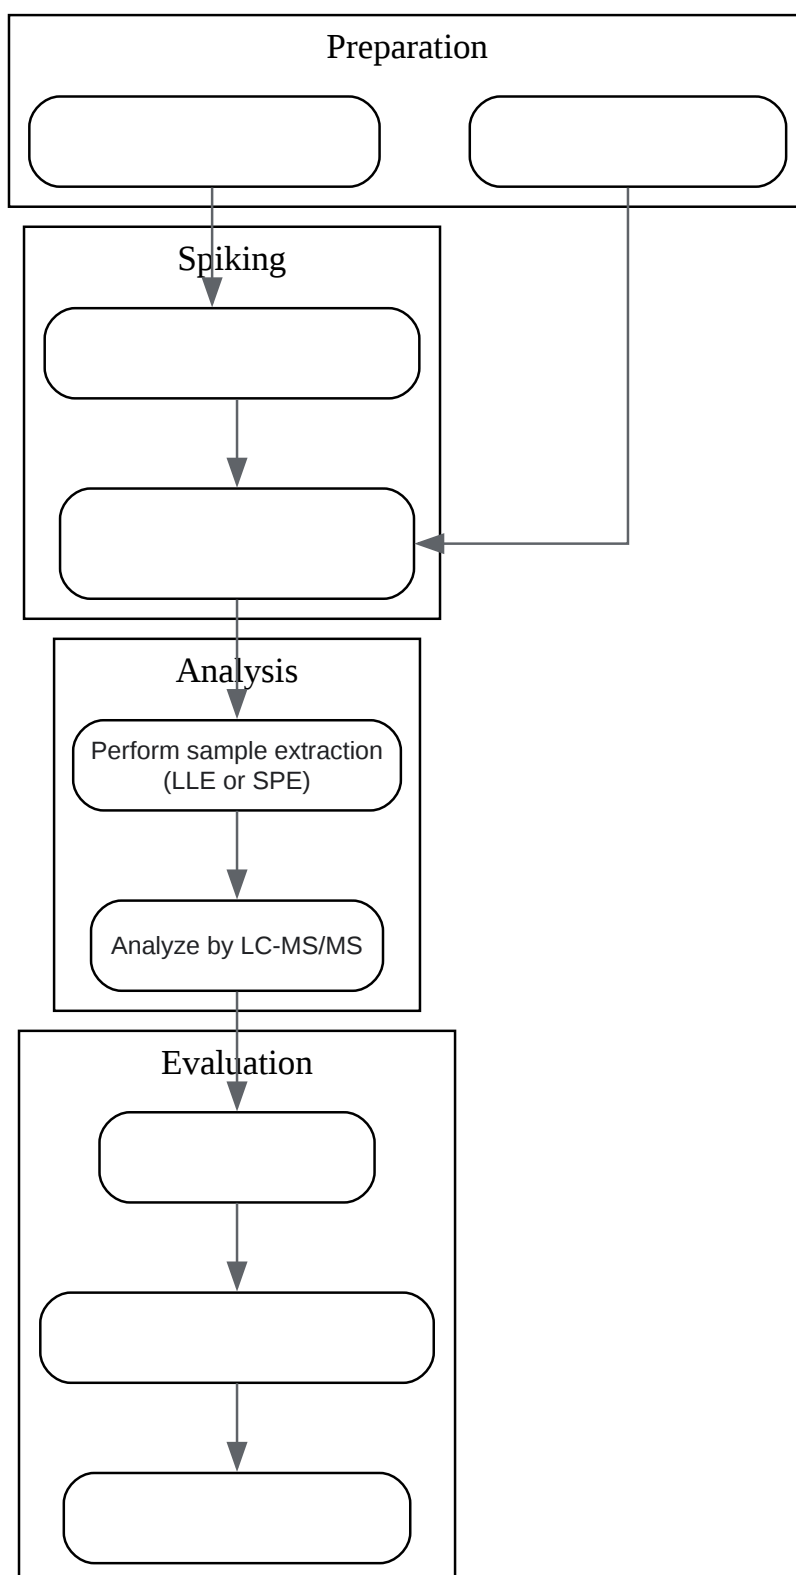 Preparation
Spiking
Analysis
Perform sample extraction
(LLE or SPE)
Analyze by LC-MS/MS
Evaluation